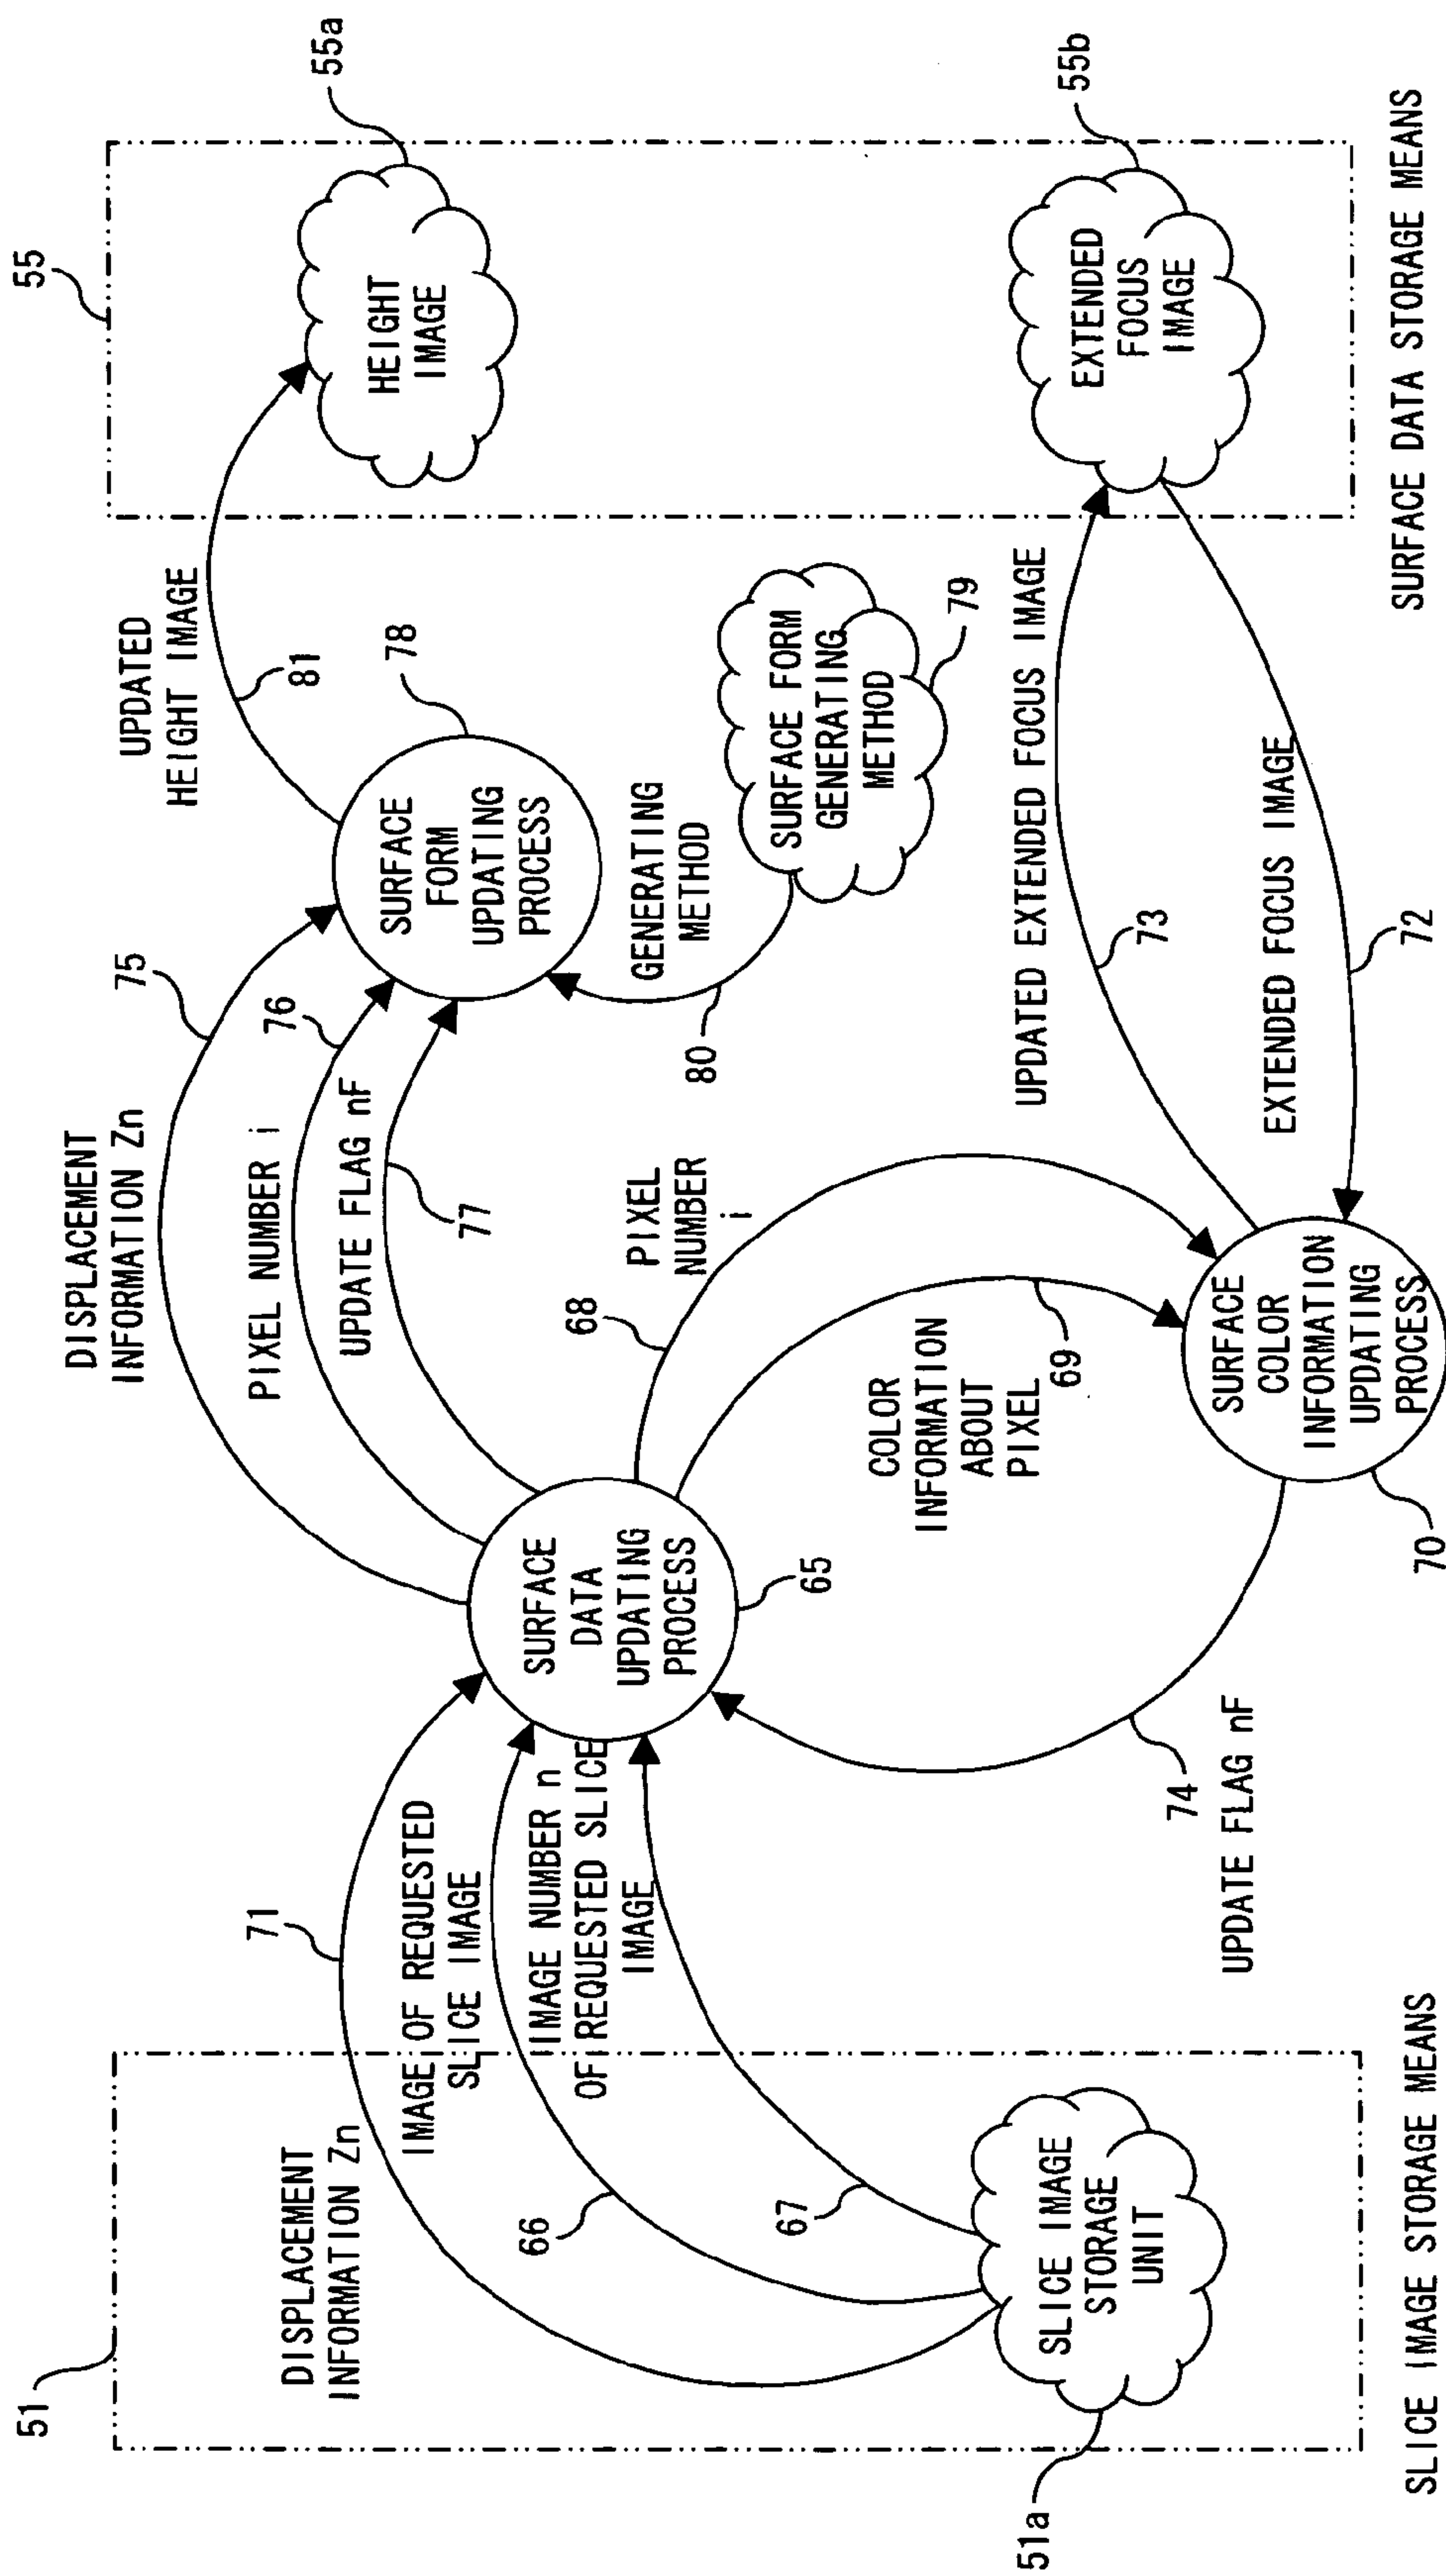 51
DISPLACEMENT
INFORMATION Zn
71
IMAGE OF REQUESTED
SLICE IMAGE
66
IMAGE NUMBER n
OF REQUESTED SLICE
IMAGE
67
SLICE IMAGE
STORAGE
UNIT
51a
SLICE IMAGE STORAGE MEANS
SURFACE
DATA
UPDATING
PROCESS
65
DISPLACEMENT
INFORMATION Zn
75
PIXEL NUMBER i
76
UPDATE FLAG nF
77
PIXEL
NUMBER
i
68
COLOR
INFORMATION
ABOUT
PIXEL
69
74
UPDATE FLAG nF
SURFACE
COLOR
INFORMATION
UPDATING
PROCESS
70
SURFACE
FORM
UPDATING
PROCESS
78
GENERATING
METHOD
80
SURFACE FORM
GENERATING
METHOD
79
UPDATED
HEIGHT IMAGE
81
UPDATED EXTENDED FOCUS IMAGE
73
EXTENDED FOCUS IMAGE
72
55
HEIGHT
IMAGE
55a
EXTENDED
FOCUS
IMAGE
55b
SURFACE DATA STORAGE MEANS